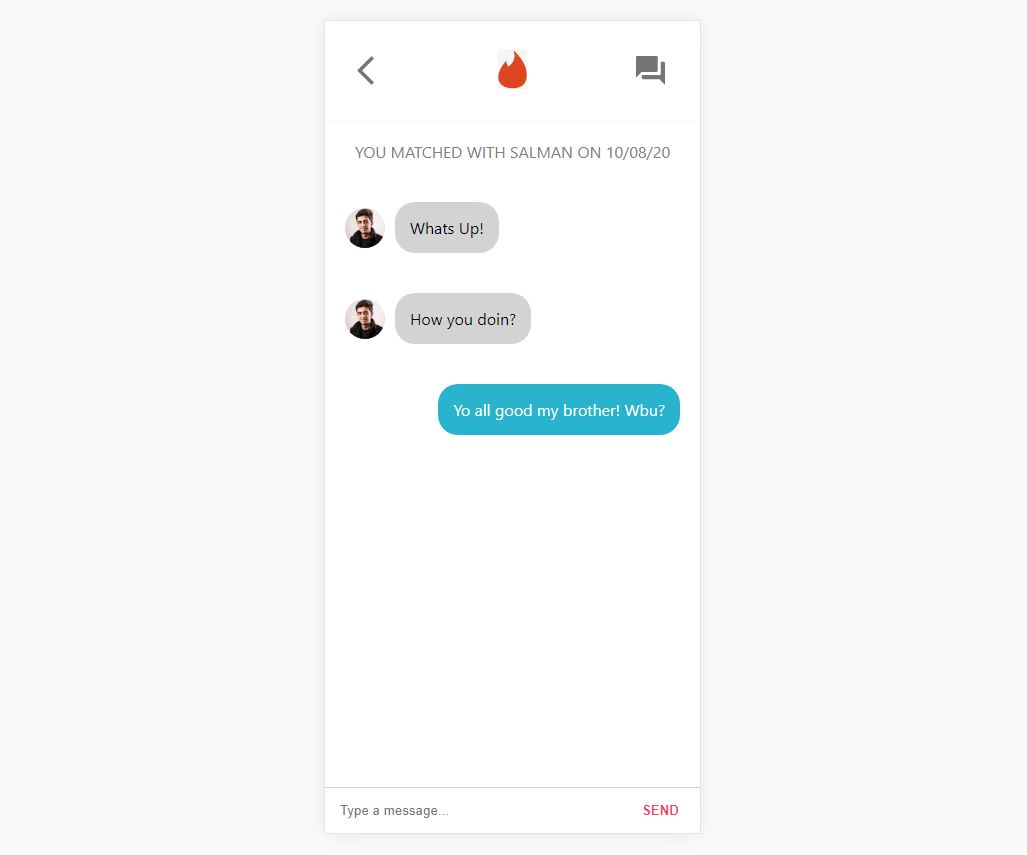 YOU MATCHED WITH SALMAN ON 10/08/20
Whats Up!
How you doin?
Yo all good my brother! Wbu?
Type a message...
SEND